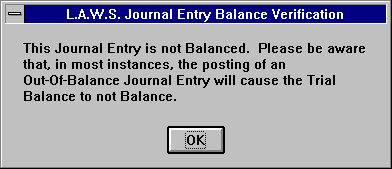 L.A.W.S. Journal Entry Balance Verification
This Journal Entry is not Balanced.  Please be aware
that, in most instances, the posting of an
Out-Of-Balance Journal Entry will cause the Trial
Balance to not Balance.
OK